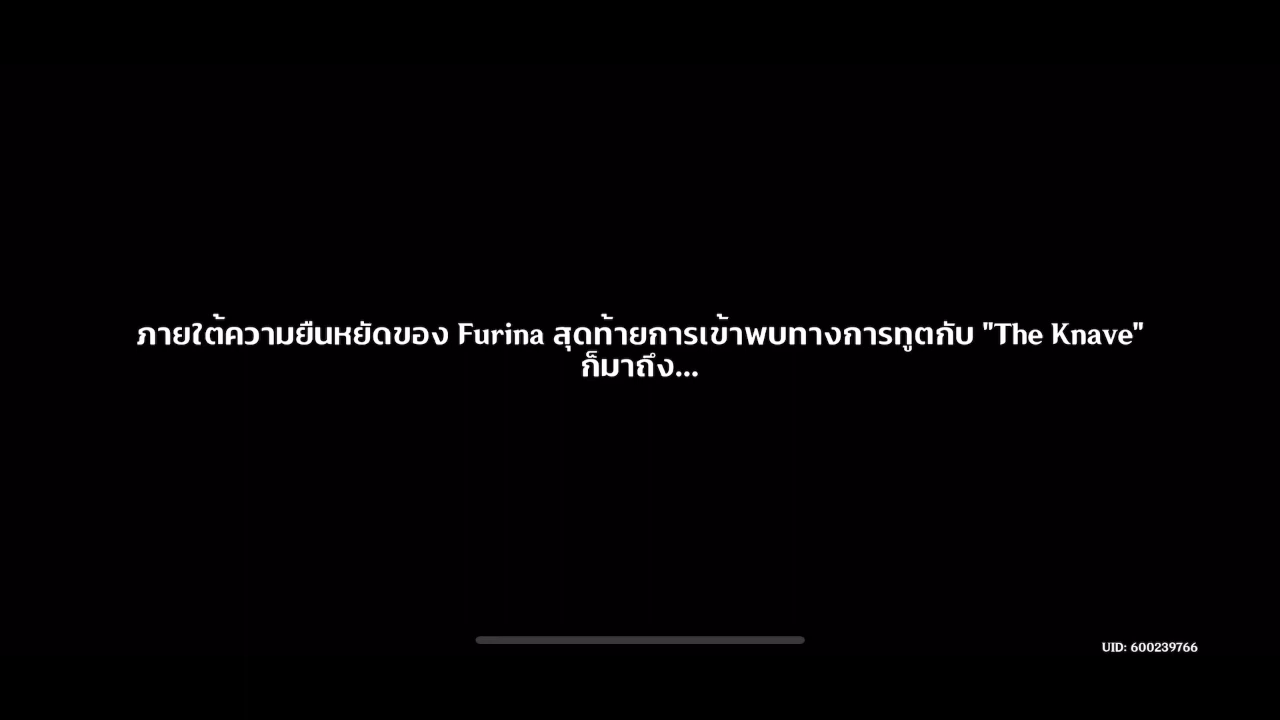 ภายใต้ความยืนหยัดของ Furina สุดท้ายการเข้าพบทางการทูตกับ "The Knave"
ก็มาถึง...
UID: 600239766